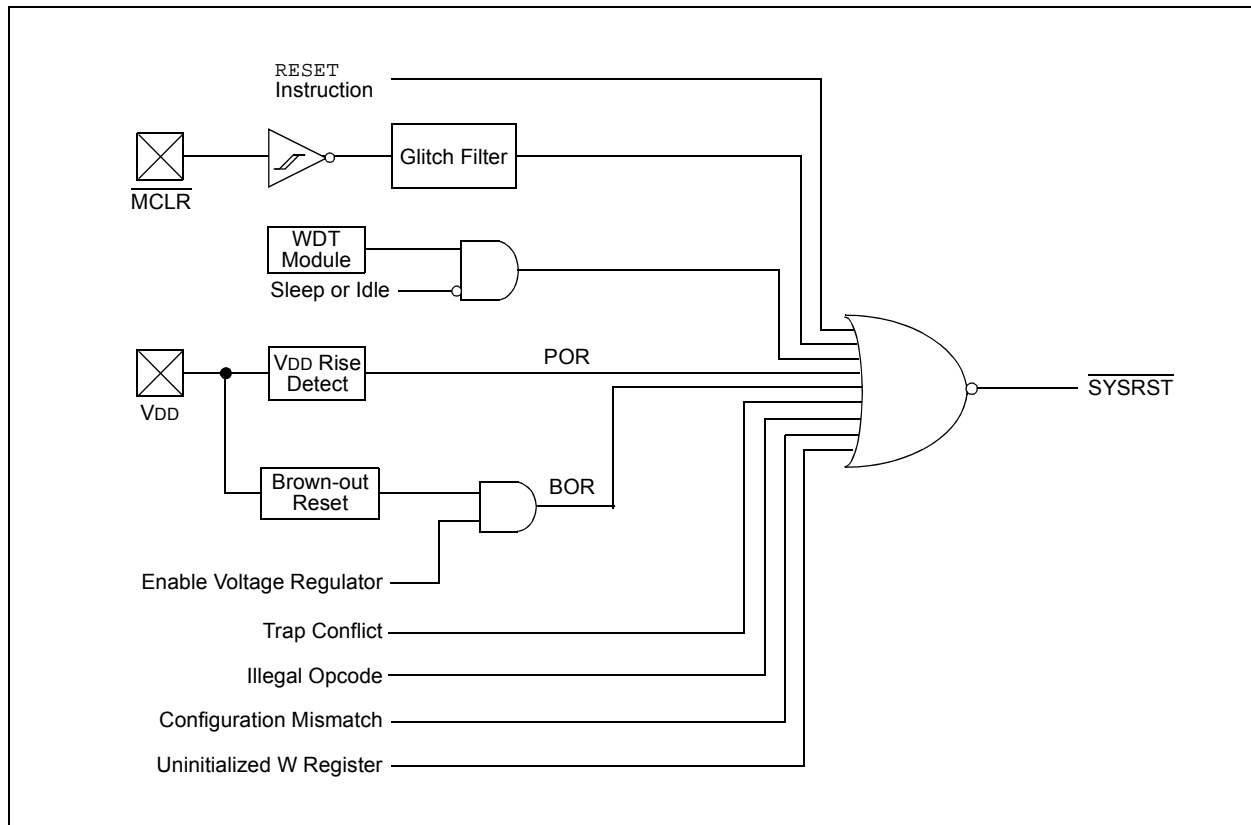 RESET
Instruction
Glitch Filter
MCLR
WDT
Module
Sleep or Idle
VDD Rise
Detect
POR
VDD
SYSRST
Brown-out
Reset
BOR
Enable Voltage Regulator
Trap Conflict
Illegal Opcode
Configuration Mismatch
Uninitialized W Register